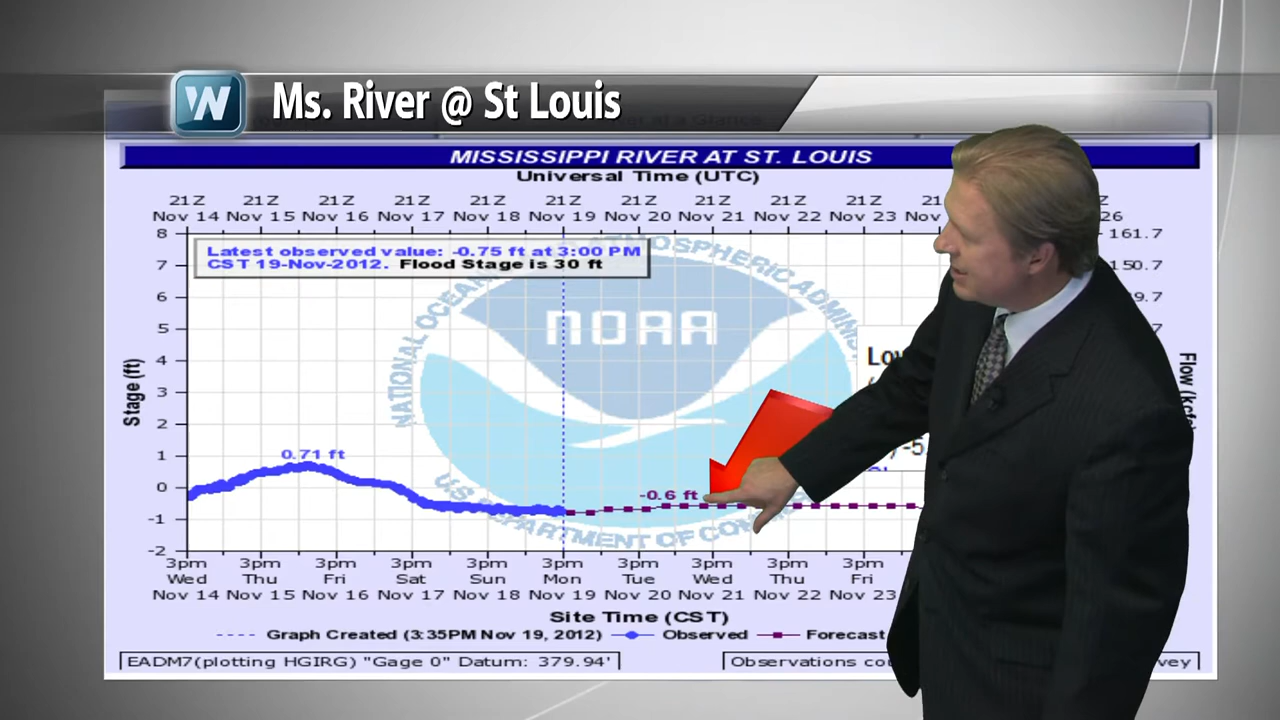 W
Ms. River @ St Louis
MISSISSIPPI RIVER AT ST. LOUIS
Universal Time (UTC)
21Z 21Z 21Z 21Z 21Z 21Z 21Z 21Z 21Z 21Z
Nov 14 Nov 15 Nov 16 Nov 17 Nov 18 Nov 19 Nov 20 Nov 21 Nov 22 Nov 23 Nov 26
Latest observed value: -0.75 ft at 3:00 PM
CST 19-Nov-2012. Flood Stage is 30 ft
8 161.7
7 150.7
6
5
4
3
2
1
0
-1
-2
Stage (ft)
Flow
NOAA
NATIONAL ATMOSPHERIC
U.S. DEPARTMENT OF
0.71 ft
-0.6 ft
3pm 3pm 3pm 3pm 3pm 3pm 3pm 3pm 3pm 3pm
Wed Thu Fri Sat Sun Mon Tue Wed Thu Fri
Nov 14 Nov 15 Nov 16 Nov 17 Nov 18 Nov 19 Nov 20 Nov 21 Nov 22 Nov 23
Site Time (CST)
Graph Created (3:35PM Nov 19, 2012) Observed Forecast
EADM7(plotting HGIRG) "Gage 0" Datum: 379.94' Observations